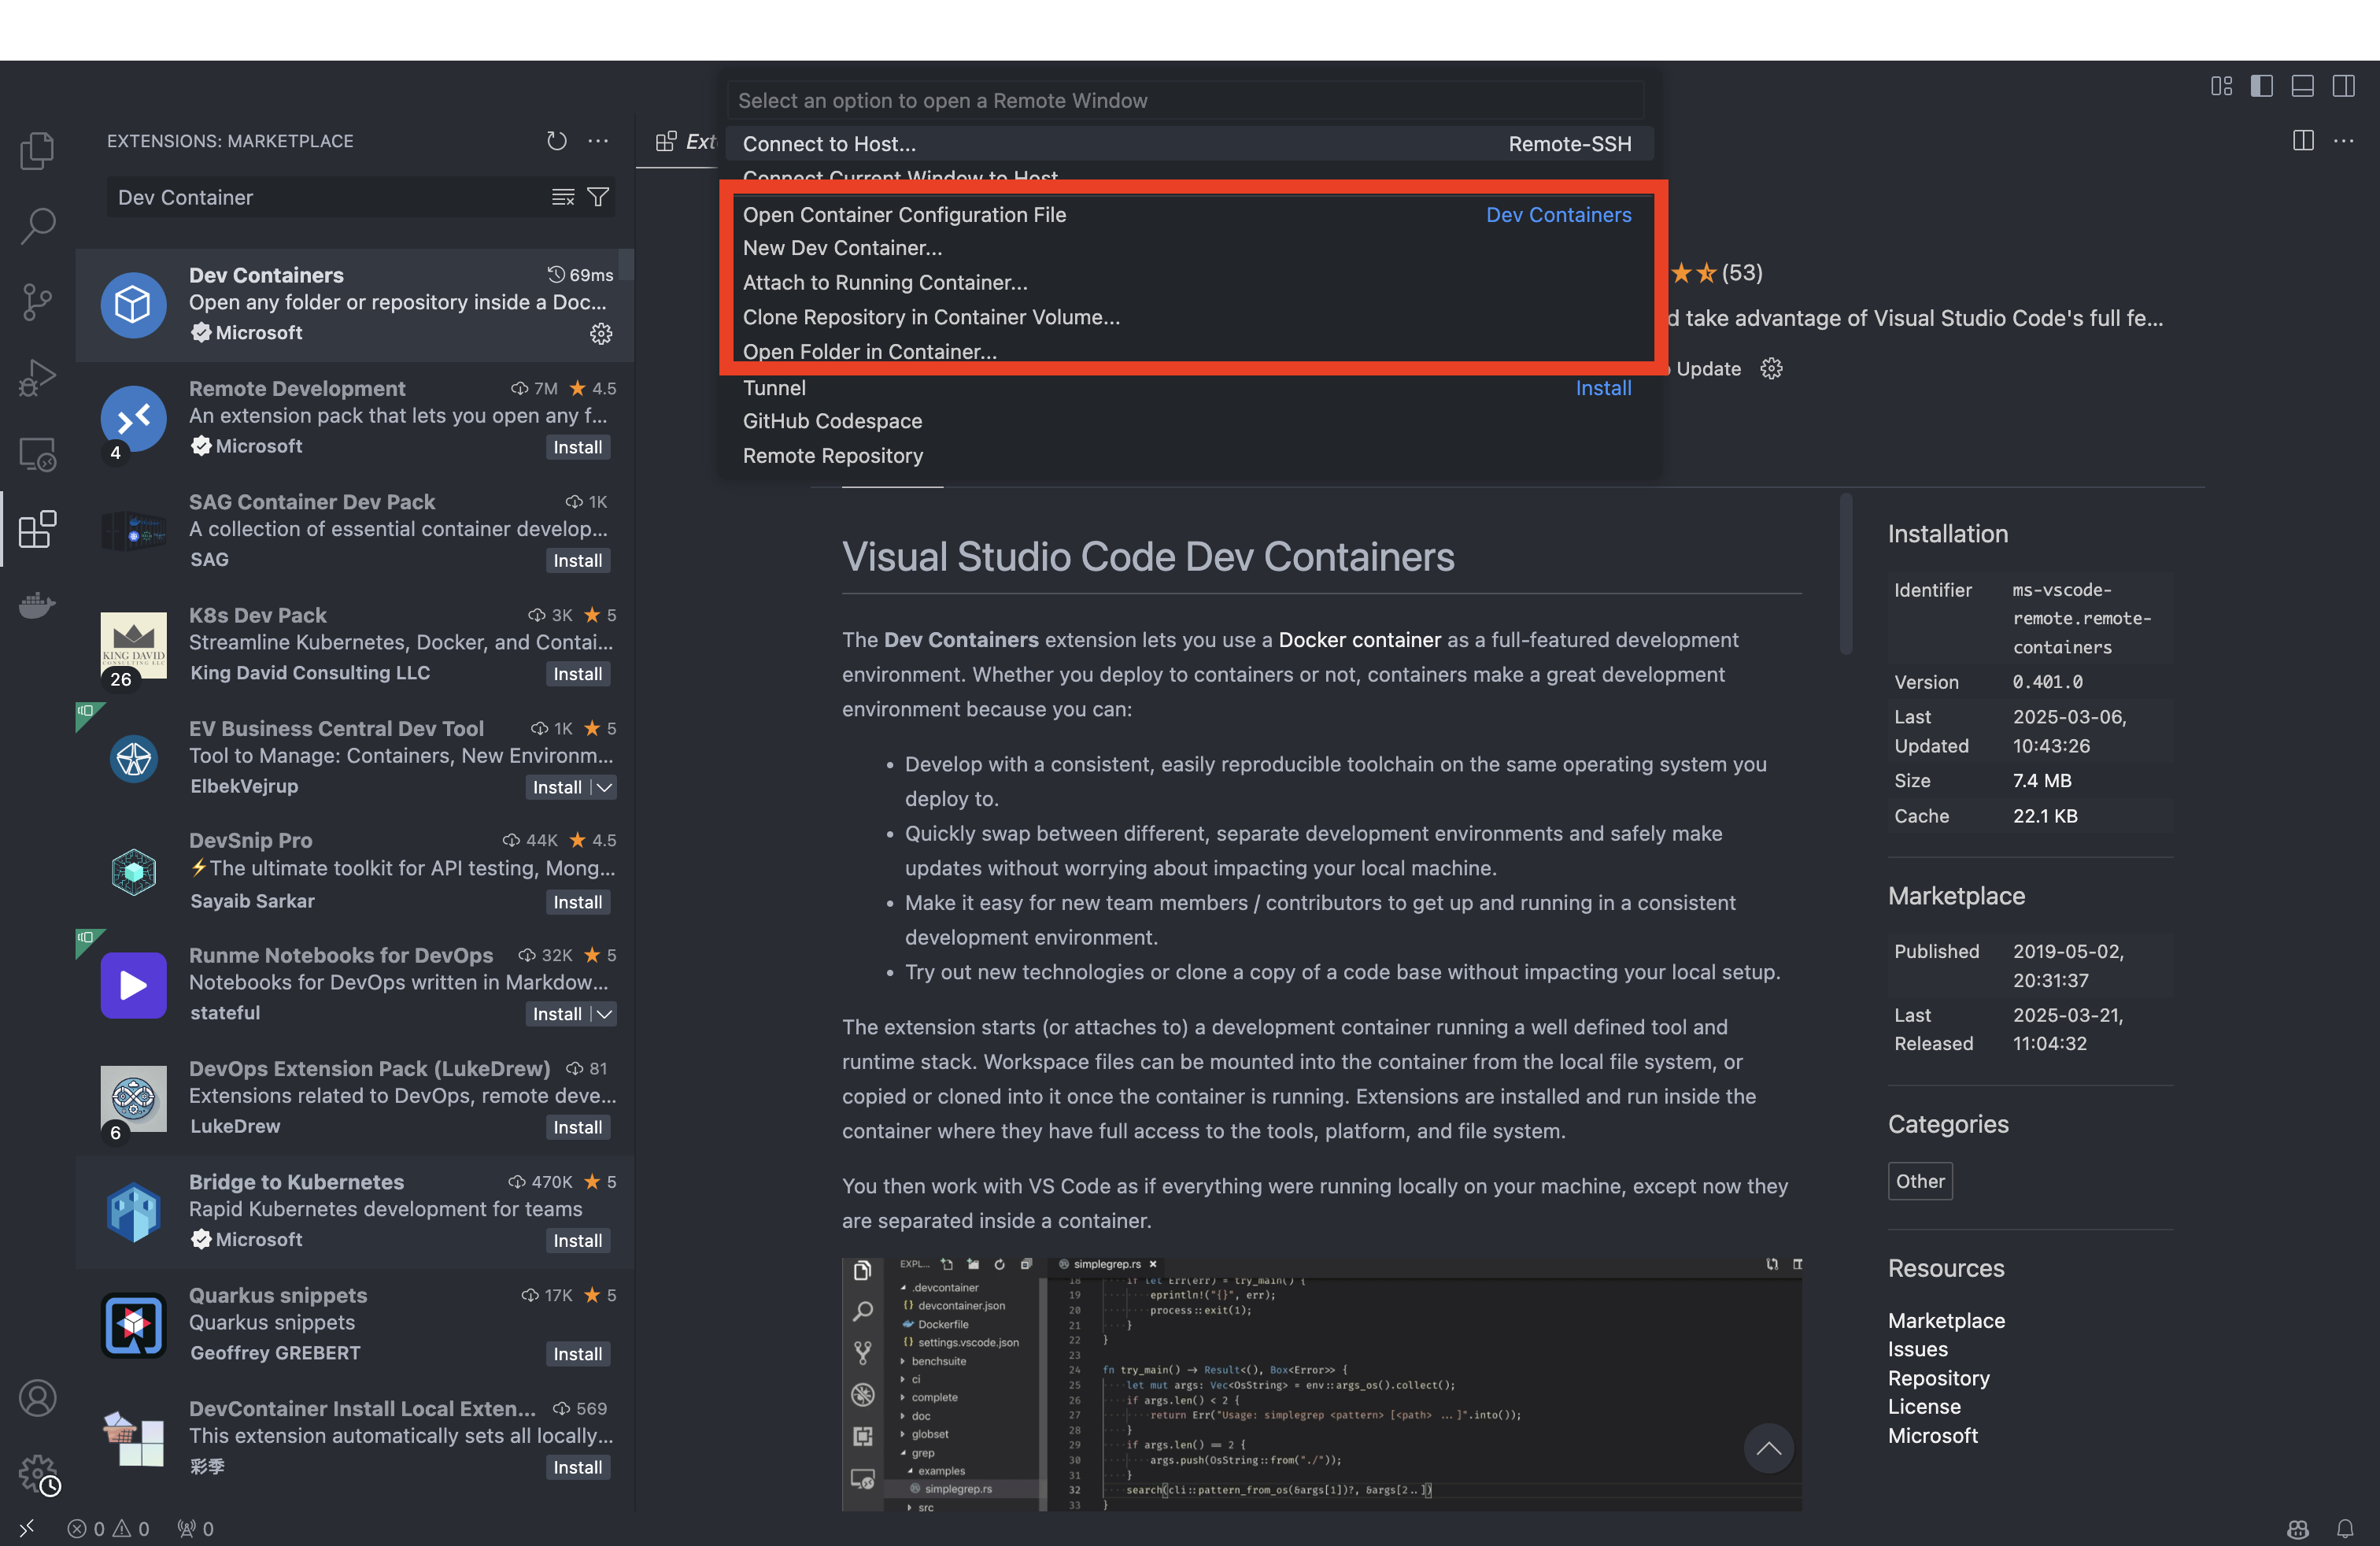 Select an option to open a Remote Window
Connect to Host... Remote-SSH
Connect Current Window to Host
Open Container Configuration File Dev Containers
New Dev Container...
Attach to Running Container...
Clone Repository in Container Volume...
Open Folder in Container...
Tunnel Install
GitHub Codespace
Remote Repository
EXTENSIONS: MARKETPLACE
Dev Container
Dev Containers 69ms
Open any folder or repository inside a Doc...
Microsoft
Remote Development 7M 4.5
An extension pack that lets you open any f...
Microsoft Install
4
SAG Container Dev Pack 1K
A collection of essential container develop...
SAG Install
K8s Dev Pack 3K 5
Streamline Kubernetes, Docker, and Contai...
King David Consulting LLC Install
KING DAVID
CONSULTING LLC
26
EV Business Central Dev Tool 1K 5
Tool to Manage: Containers, New Environm...
ElbekVejrup Install
DevSnip Pro 44K 4.5
⚡The ultimate toolkit for API testing, Mong...
Sayaib Sarkar Install
Runme Notebooks for DevOps 32K 5
Notebooks for DevOps written in Markdow...
stateful Install
DevOps Extension Pack (LukeDrew) 81
Extensions related to DevOps, remote deve...
LukeDrew Install
6
Bridge to Kubernetes 470K 5
Rapid Kubernetes development for teams
Microsoft Install
Quarkus snippets 17K 5
Quarkus snippets
Geoffrey GREBERT Install
DevContainer Install Local Exten... 569
This extension automatically sets all locally...
彩季 Install
0 0 0
Ext
(53)
d take advantage of Visual Studio Code's full fe...
Update
Visual Studio Code Dev Containers
The Dev Containers extension lets you use a Docker container as a full-featured development
environment. Whether you deploy to containers or not, containers make a great development
environment because you can:
• Develop with a consistent, easily reproducible toolchain on the same operating system you
deploy to.
• Quickly swap between different, separate development environments and safely make
updates without worrying about impacting your local machine.
• Make it easy for new team members / contributors to get up and running in a consistent
development environment.
• Try out new technologies or clone a copy of a code base without impacting your local setup.
The extension starts (or attaches to) a development container running a well defined tool and
runtime stack. Workspace files can be mounted into the container from the local file system, or
copied or cloned into it once the container is running. Extensions are installed and run inside the
container where they have full access to the tools, platform, and file system.
You then work with VS Code as if everything were running locally on your machine, except now they
are separated inside a container.
EXPL...
.devcontainer
{} devcontainer.json
Dockerfile
{} settings.vscode.json
benchsuite
ci
complete
doc
globset
grep
examples
simplegrep.rs
src
simplegrep.rs ×
18 if let Err(err) = try_main() {
19 eprintln!("{}", err);
20 process::exit(1);
21 }
22 }
23
24 fn try_main() → Result<(), Box<Error>> {
25 let mut args: Vec<OsString> = env::args_os().collect();
26 if args.len() < 2 {
27 return Err("Usage: simplegrep <pattern> [<path> ...]".into());
28 }
29 if args.len() == 2 {
30 args.push(OsString::from("./"));
31 }
32 search(cli::pattern_from_os(&args[1])?, &args[2..])
33 }
Installation
Identifier ms-vscode-
remote.remote-
containers
Version 0.401.0
Last 2025-03-06,
Updated 10:43:26
Size 7.4 MB
Cache 22.1 KB
Marketplace
Published 2019-05-02,
20:31:37
Last 2025-03-21,
Released 11:04:32
Categories
Other
Resources
Marketplace
Issues
Repository
License
Microsoft